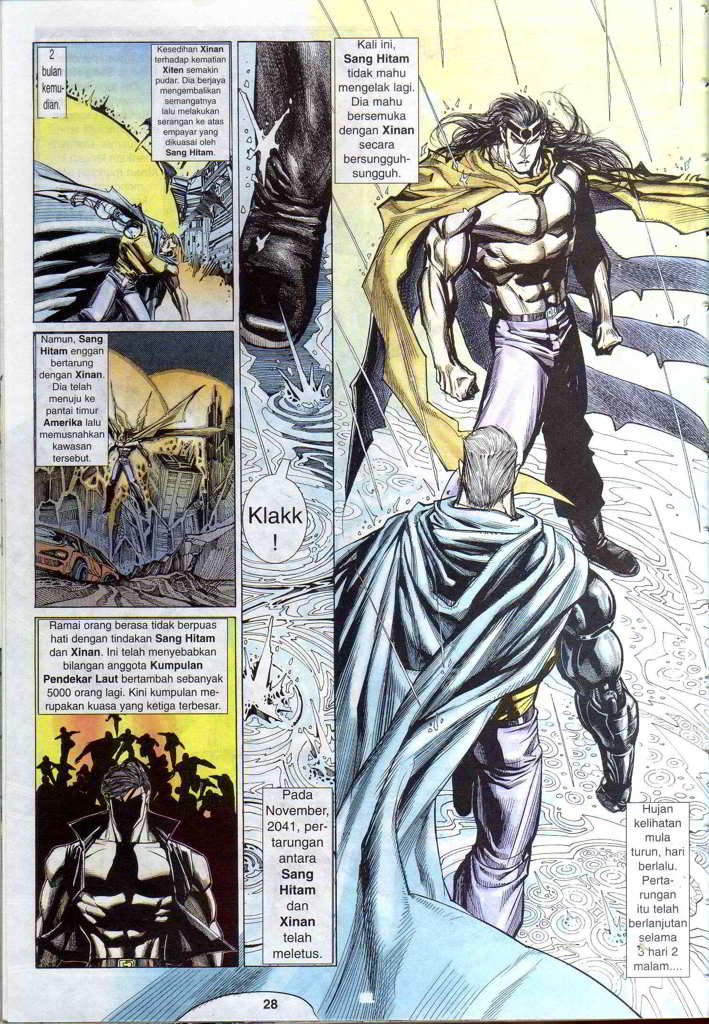 2
bulan
kemu-
dian.
Kesedihan Xinan
terhadap kematian
Xiten semakin
pudar. Dia berjaya
mengembalikan
semangatnya
lalu melakukan
serangan ke atas
empayar yang
dikuasai oleh
Sang Hitam.
Namun, Sang
Hitam enggan
bertarung
dengan Xinan.
Dia telah
menuju ke
pantai timur
Amerika lalu
memusnahkan
kawasan
tersebut.
Ramai orang berasa tidak berpuas
hati dengan tindakan Sang Hitam
dan Xinan. Ini telah menyebabkan
bilangan anggota Kumpulan
Pendekar Laut bertambah sebanyak
5000 orang lagi. Kini kumpulan me-
rupakan kuasa yang ketiga terbesar.
Klakk
!
Pada
November,
2041, per-
tarungan
antara
Sang
Hitam
dan
Xinan
telah
meletus.
Kali ini,
Sang Hitam
tidak mahu
mengelak lagi.
Dia mahu
bersemuka
dengan Xinan
secara
bersungguh-
sungguh.
Hujan
kelihatan
mula
turun, hari
berlalu.
Perta-
rungan
itu telah
berlanjutan
selama
3 hari 2
malam....
28